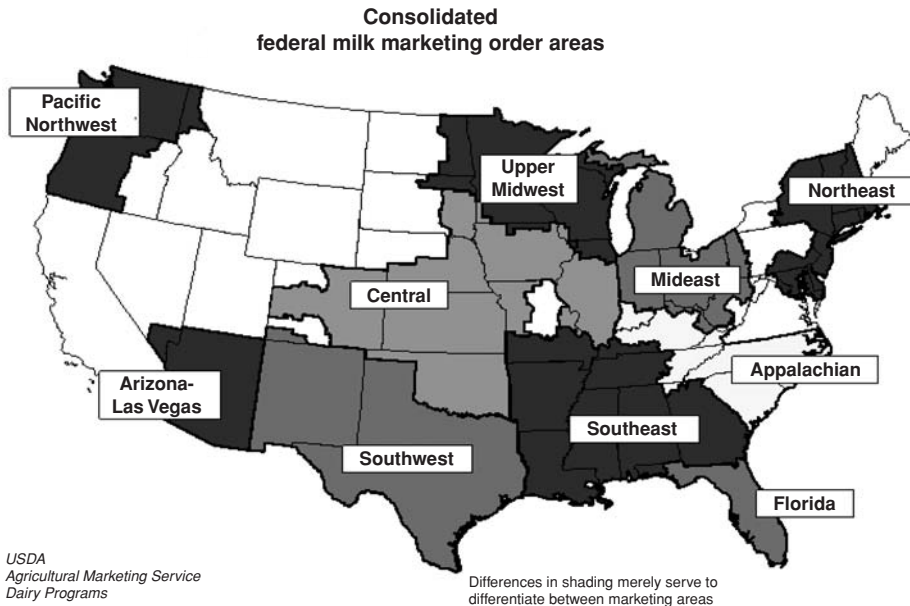 Consolidated
federal milk marketing order areas
Pacific
Northwest
Upper
Midwest
Northeast
Mideast
Central
Appalachian
Arizona-
Las Vegas
Southeast
Southwest
Florida
USDA
Agricultural Marketing Service
Dairy Programs
Differences in shading merely serve to
differentiate between marketing areas